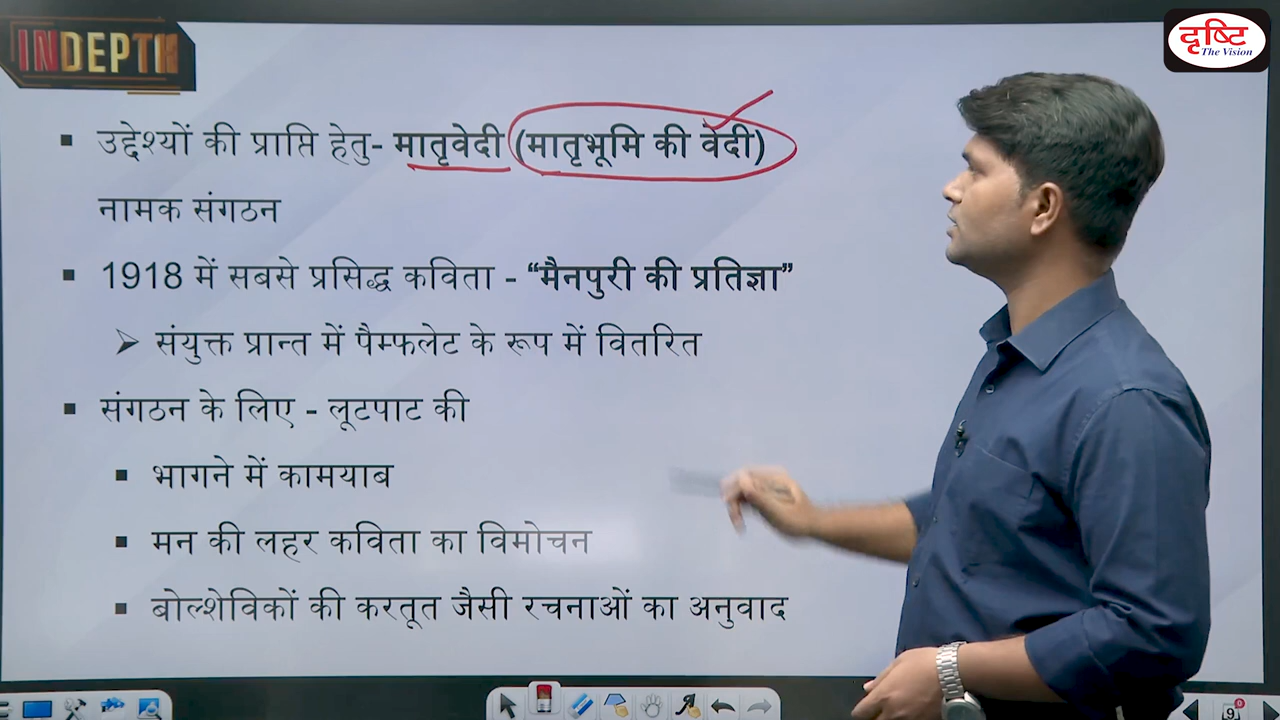 INDEPTH
दृष्टि
The Vision
उद्देश्यों की प्राप्ति हेतु- मातृवेदी (मातृभूमि की वेदी)
नामक संगठन
1918 में सबसे प्रसिद्ध कविता - “मैनपुरी की प्रतिज्ञा”
संयुक्त प्रान्त में पैम्फलेट के रूप में वितरित
संगठन के लिए - लूटपाट की
भागने में कामयाब
मन की लहर कविता का विमोचन
बोल्शेविकों की करतूत जैसी रचनाओं का अनुवाद
9